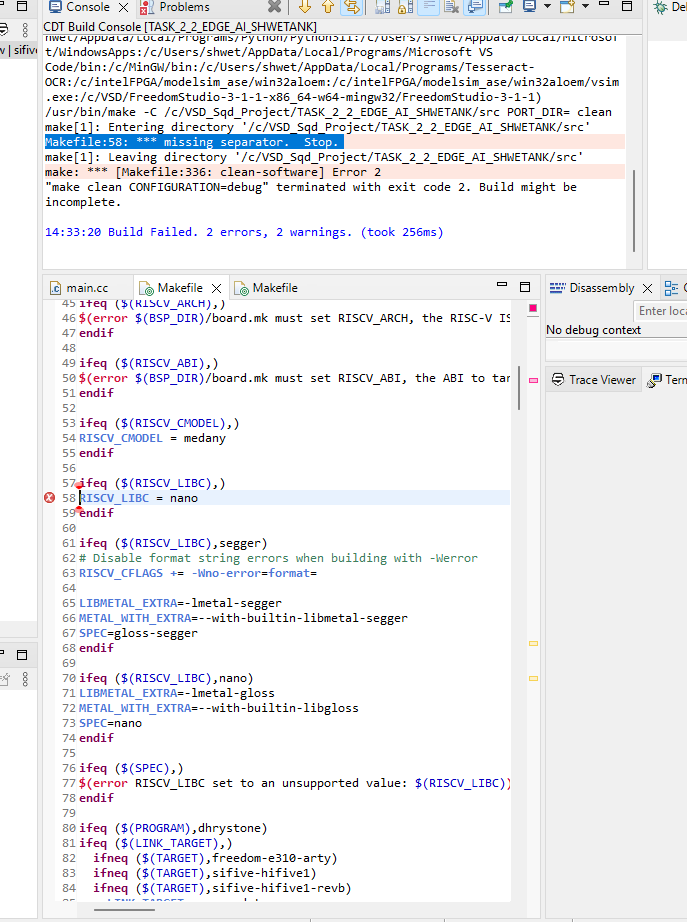 Console
Problems
De
CDT Build Console [TASK_2_2_EDGE_AI_SHWETANK]
hwet/AppData/Local/Programs/Python/Python311:/c/Users/shwet/AppData/Local/Microsof
t/WindowsApps:/c/Users/shwet/AppData/Local/Programs/Microsoft VS
Code/bin:/c/MinGW/bin:/c/Users/shwet/AppData/Local/Programs/Tesseract-
OCR:/c/intelFPGA/modelsim_ase/win32aloem:/c/intelFPGA/modelsim_ase/win32aloem/vsim
.exe:/c/VSD/FreedomStudio-3-1-1-x86_64-w64-mingw32/FreedomStudio-3-1-1)
/usr/bin/make -C /c/VSD_Sqd_Project/TASK_2_2_EDGE_AI_SHWETANK/src PORT_DIR= clean
make[1]: Entering directory '/c/VSD_Sqd_Project/TASK_2_2_EDGE_AI_SHWETANK/src'
Makefile:58: *** missing separator.  Stop.
make[1]: Leaving directory '/c/VSD_Sqd_Project/TASK_2_2_EDGE_AI_SHWETANK/src'
make: *** [Makefile:336: clean-software] Error 2
"make clean CONFIGURATION=debug" terminated with exit code 2. Build might be
incomplete.
14:33:20 Build Failed. 2 errors, 2 warnings. (took 256ms)
w | sifive
main.cc
Makefile
Makefile
45 ifeq ($(RISCV_ARCH),)
46 $(error $(BSP_DIR)/board.mk must set RISCV_ARCH, the RISC-V IS
47 endif
48
49 ifeq ($(RISCV_ABI),)
50 $(error $(BSP_DIR)/board.mk must set RISCV_ABI, the ABI to tar
51 endif
52
53 ifeq ($(RISCV_CMODEL),)
54 RISCV_CMODEL = medany
55 endif
56
57 ifeq ($(RISCV_LIBC),)
58 RISCV_LIBC = nano
59 endif
60
61 ifeq ($(RISCV_LIBC),segger)
62 # Disable format string errors when building with -Werror
63 RISCV_CFLAGS += -Wno-error=format=
64
65 LIBMETAL_EXTRA=-lmetal-segger
66 METAL_WITH_EXTRA=--with-builtin-libmetal-segger
67 SPEC=gloss-segger
68 endif
69
70 ifeq ($(RISCV_LIBC),nano)
71 LIBMETAL_EXTRA=-lmetal-gloss
72 METAL_WITH_EXTRA=--with-builtin-libgloss
73 SPEC=nano
74 endif
75
76 ifeq ($(SPEC),)
77 $(error RISCV_LIBC set to an unsupported value: $(RISCV_LIBC))
78 endif
79
80 ifeq ($(PROGRAM),dhrystone)
81 ifeq ($(LINK_TARGET),)
82   ifneq ($(TARGET),freedom-e310-arty)
83   ifneq ($(TARGET),sifive-hifive1)
84   ifneq ($(TARGET),sifive-hifive1-revb)
Disassembly
Enter loca
No debug context
Trace Viewer
Term